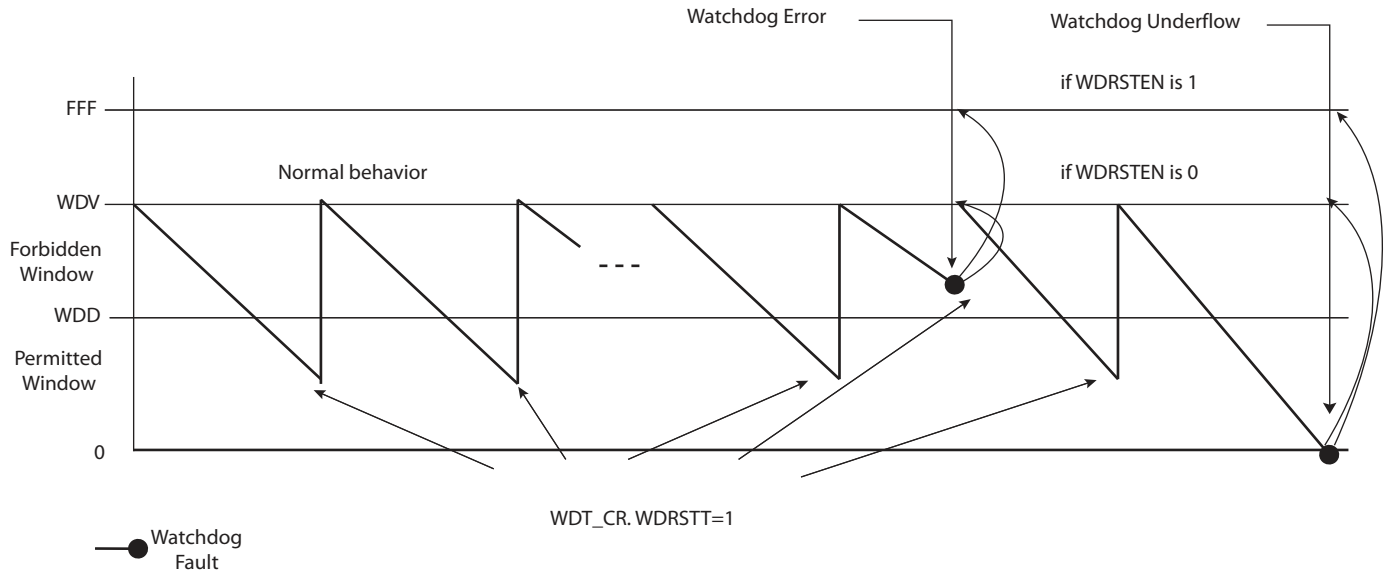 Watchdog Error
Watchdog Underflow
if WDRSTEN is 1
FFF
Normal behavior
if WDRSTEN is 0
WDV
Forbidden
Window
WDD
Permitted
Window
0
WDT_CR. WDRSTT=1
Watchdog
Fault